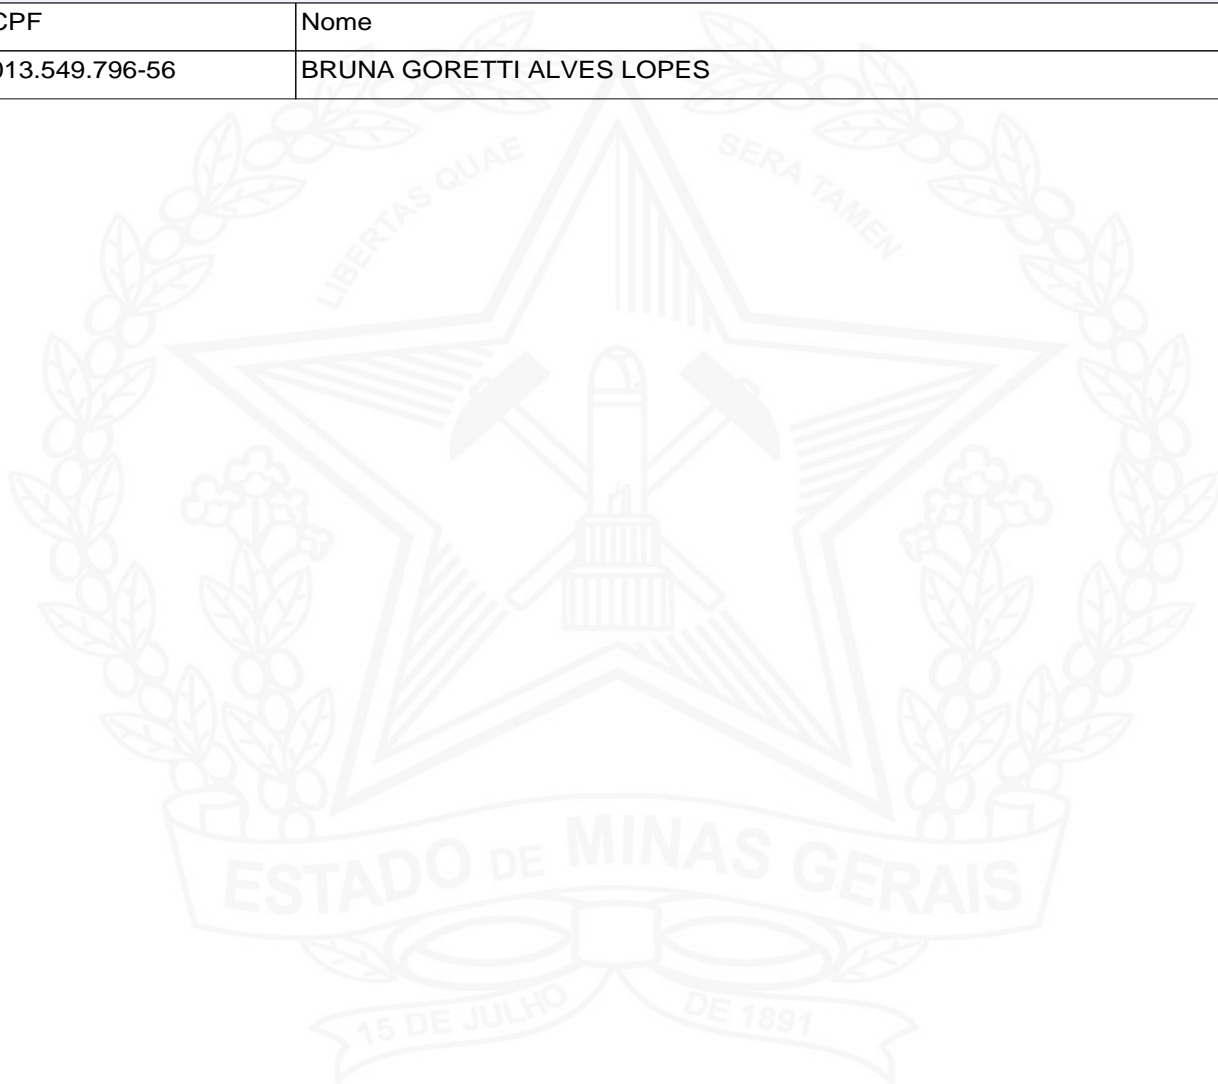 CPF Nome
013.549.796-56 BRUNA GORETTI ALVES LOPES
LIBERTAS QUAE SERA TAMEN
ESTADO DE MINAS GERAIS
15 DE JULHO DE 1891